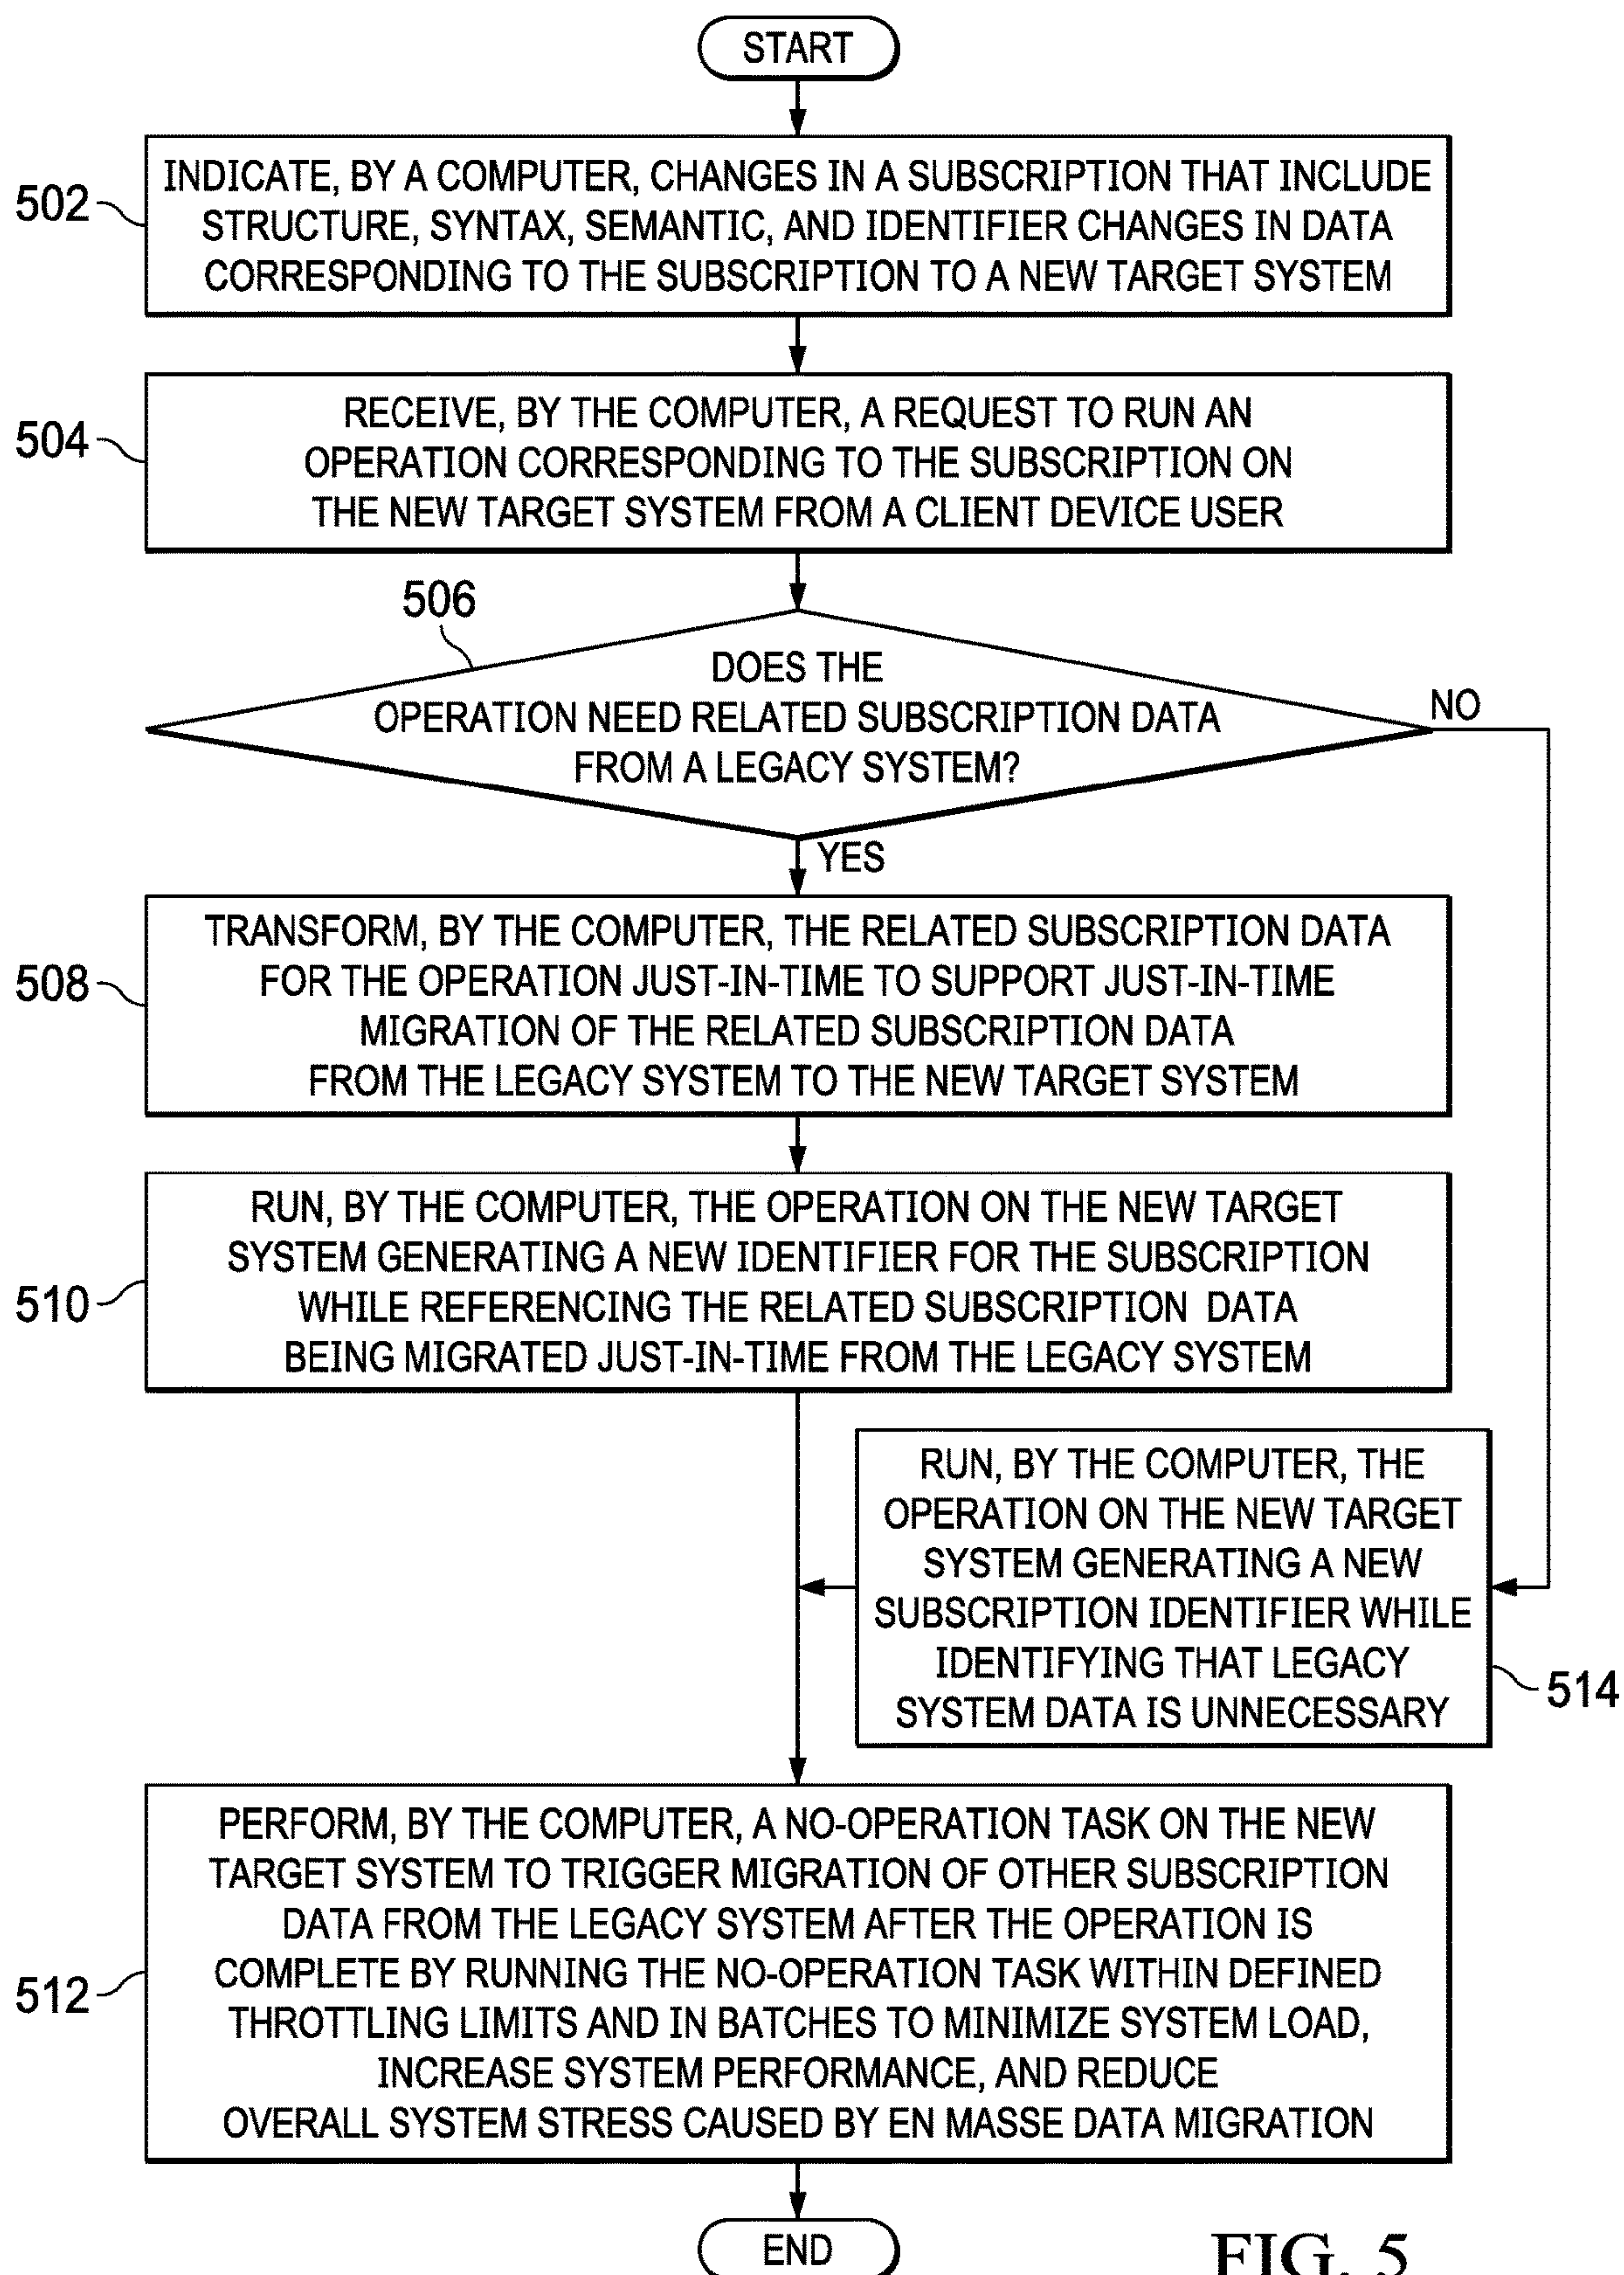 START
502
INDICATE, BY A COMPUTER, CHANGES IN A SUBSCRIPTION THAT INCLUDE
STRUCTURE, SYNTAX, SEMANTIC, AND IDENTIFIER CHANGES IN DATA
CORRESPONDING TO THE SUBSCRIPTION TO A NEW TARGET SYSTEM
504
RECEIVE, BY THE COMPUTER, A REQUEST TO RUN AN
OPERATION CORRESPONDING TO THE SUBSCRIPTION ON
THE NEW TARGET SYSTEM FROM A CLIENT DEVICE USER
506
DOES THE
OPERATION NEED RELATED SUBSCRIPTION DATA
FROM A LEGACY SYSTEM?
NO
YES
508
TRANSFORM, BY THE COMPUTER, THE RELATED SUBSCRIPTION DATA
FOR THE OPERATION JUST-IN-TIME TO SUPPORT JUST-IN-TIME
MIGRATION OF THE RELATED SUBSCRIPTION DATA
FROM THE LEGACY SYSTEM TO THE NEW TARGET SYSTEM
510
RUN, BY THE COMPUTER, THE OPERATION ON THE NEW TARGET
SYSTEM GENERATING A NEW IDENTIFIER FOR THE SUBSCRIPTION
WHILE REFERENCING THE RELATED SUBSCRIPTION DATA
BEING MIGRATED JUST-IN-TIME FROM THE LEGACY SYSTEM
RUN, BY THE COMPUTER, THE
OPERATION ON THE NEW TARGET
SYSTEM GENERATING A NEW
SUBSCRIPTION IDENTIFIER WHILE
IDENTIFYING THAT LEGACY
SYSTEM DATA IS UNNECESSARY
514
512
PERFORM, BY THE COMPUTER, A NO-OPERATION TASK ON THE NEW
TARGET SYSTEM TO TRIGGER MIGRATION OF OTHER SUBSCRIPTION
DATA FROM THE LEGACY SYSTEM AFTER THE OPERATION IS
COMPLETE BY RUNNING THE NO-OPERATION TASK WITHIN DEFINED
THROTTLING LIMITS AND IN BATCHES TO MINIMIZE SYSTEM LOAD,
INCREASE SYSTEM PERFORMANCE, AND REDUCE
OVERALL SYSTEM STRESS CAUSED BY EN MASSE DATA MIGRATION
END
FIG. 5